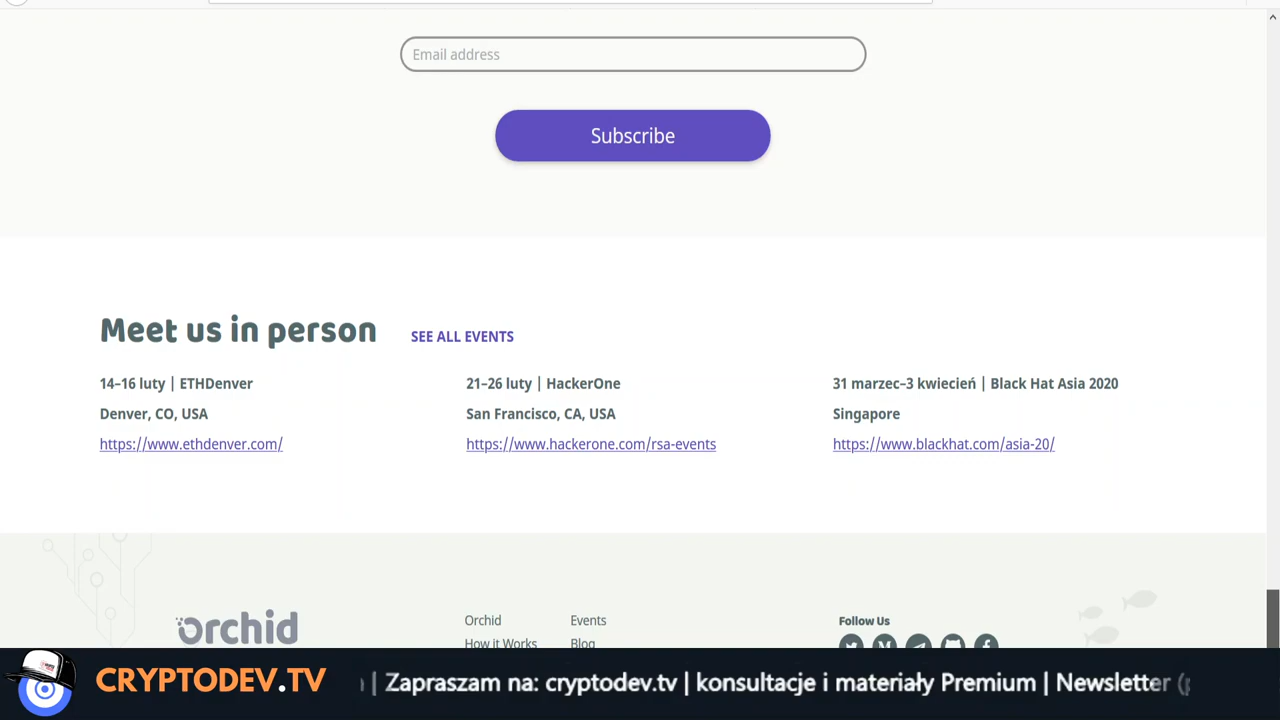 Email address
Subscribe
Meet us in person
SEE ALL EVENTS
14–16 luty | ETHDenver
Denver, CO, USA
https://www.ethdenver.com/
21–26 luty | HackerOne
San Francisco, CA, USA
https://www.hackerone.com/rsa-events
31 marzec–3 kwiecień | Black Hat Asia 2020
Singapore
https://www.blackhat.com/asia-20/
orchid
Orchid
How it Works
Events
Blog
Follow Us
CRYPTODEV.TV
| Zapraszam na: cryptodev.tv | konsultacje i materiały Premium | Newsletter